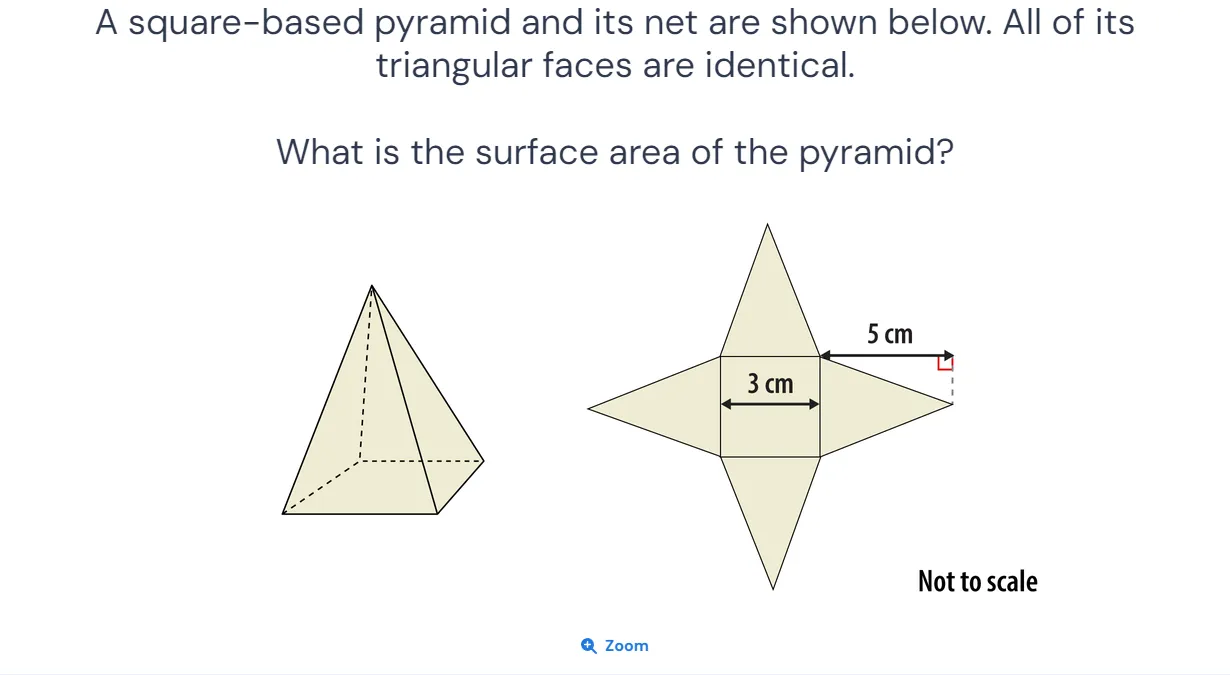 A square-based pyramid and its net are shown below. All of its
triangular faces are identical.
What is the surface area of the pyramid?
5 cm
3 cm
Not to scale
Zoom